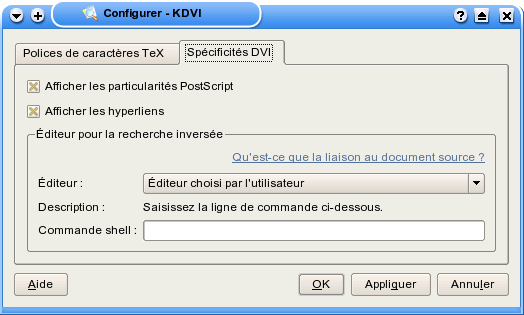 Configurer - KDVI
Polices de caractères TeX
Spécificités DVI
Afficher les particularités PostScript
Afficher les hyperliens
Éditeur pour la recherche inversée
Qu'est-ce que la liaison au document source ?
Éditeur : Éditeur choisi par l'utilisateur
Description : Saisissez la ligne de commande ci-dessous.
Commande shell :
Aide OK Appliquer Annuler